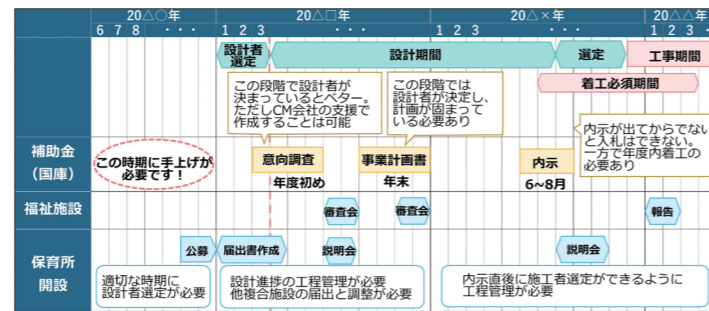 20△○年
20△□年
20△×年
20△△年
6 7 8 ・・・
1 2 3 ・・・
1 2 3 ・・・
1 2 3
設計者
選定
設計期間
選定
工事期間
着工必須期間
この段階で設計者が
決まっているとベター。
ただしCM会社の支援で
作成することは可能
この段階では
設計者が決定し、
計画が固まって
いる必要あり
内示が出てからでない
と入札はできない。
一方で年度内着工の
必要あり
補助金
（国庫）
この時期に手上げが
必要です！
意向調査
年度初め
事業計画書
年末
内示
6~8月
福祉施設
審査会
審査会
報告
保育所
開設
公募
届出書作成
説明会
説明会
適切な時期に
設計者選定が必要
設計進捗の工程管理が必要
他複合施設の届出と調整が必要
内示直後に施工者選定ができるように
工程管理が必要